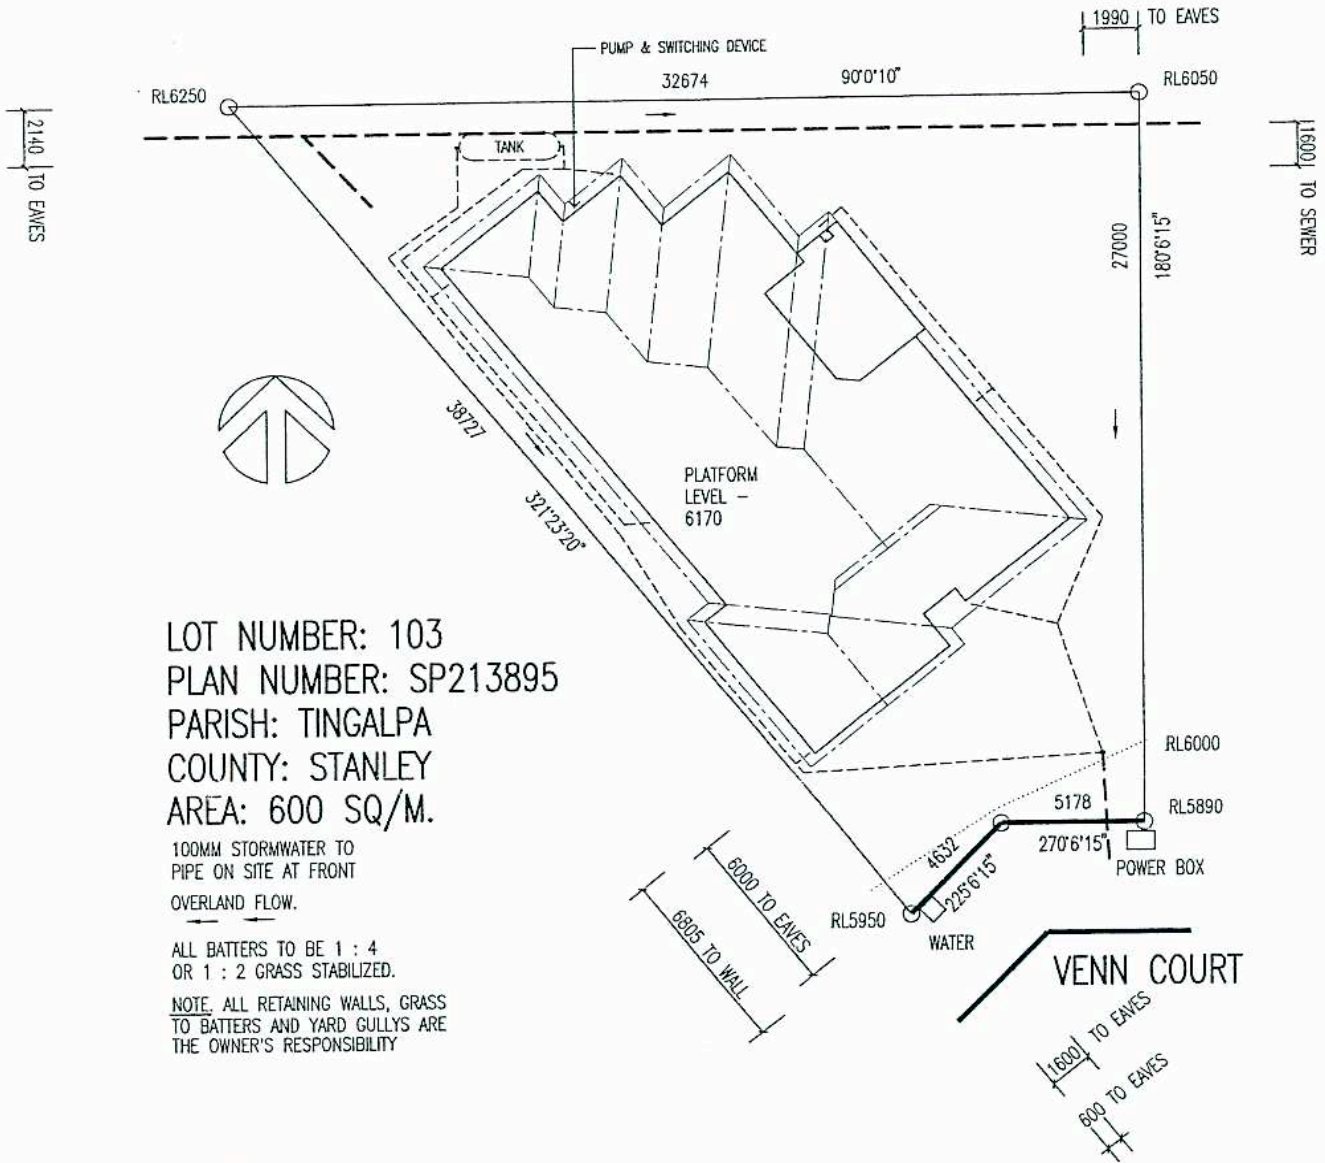 1990 TO EAVES
PUMP & SWITCHING DEVICE
32674
90°0'10"
RL6250
RL6050
2140 TO EAVES
TANK
1600 TO SEWER
27000
180°6'15"
38727
321°23'20"
PLATFORM
LEVEL -
6170
LOT NUMBER: 103
PLAN NUMBER: SP213895
PARISH: TINGALPA
COUNTY: STANLEY
AREA: 600 SQ/M.
100MM STORMWATER TO
PIPE ON SITE AT FRONT
OVERLAND FLOW.
ALL BATTERS TO BE 1 : 4
OR 1 : 2 GRASS STABILIZED.
NOTE. ALL RETAINING WALLS, GRASS
TO BATTERS AND YARD GULLYS ARE
THE OWNER'S RESPONSIBILITY
RL6000
5178
RL5890
270°6'15"
POWER BOX
4632
225°6'15"
RL5950
WATER
6000 TO EAVES
6805 TO WALL
VENN COURT
1600 TO EAVES
600 TO EAVES